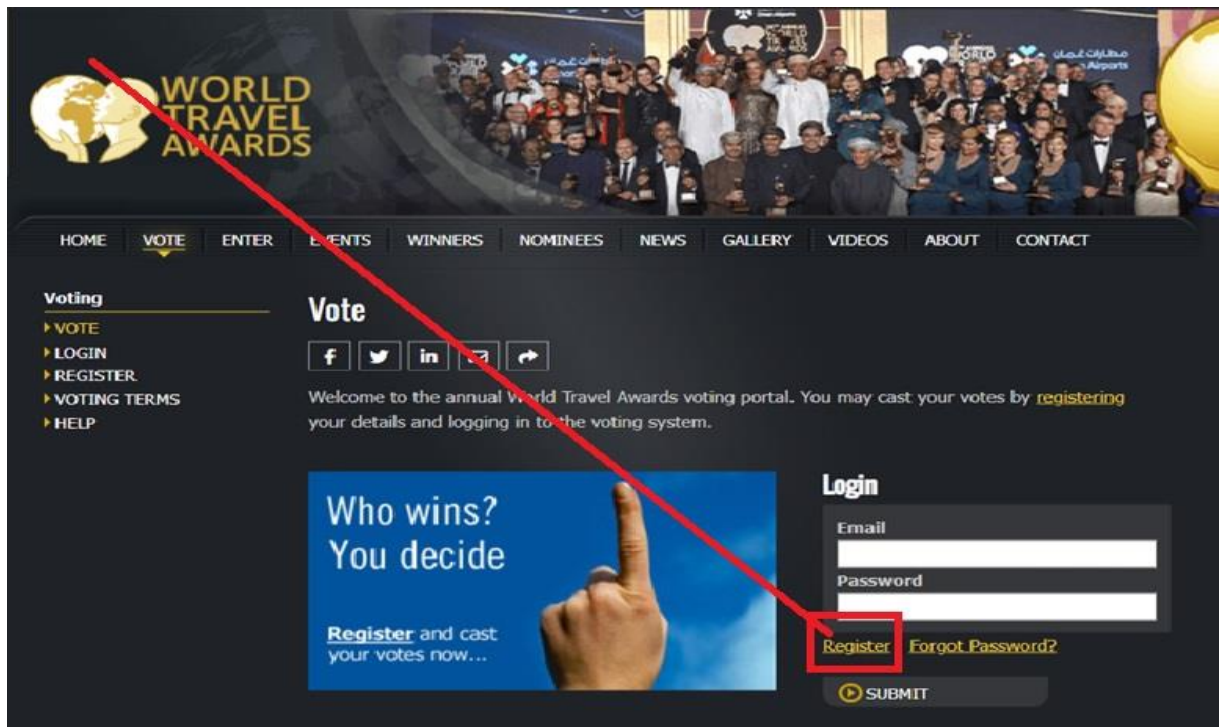 WORLD
TRAVEL
AWARDS
HOME VOTE ENTER EVENTS WINNERS NOMINEES NEWS GALLERY VIDEOS ABOUT CONTACT
Voting
VOTE
LOGIN
REGISTER
VOTING TERMS
HELP
Vote
Welcome to the annual World Travel Awards voting portal. You may cast your votes by registering
your details and logging in to the voting system.
Who wins?
You decide
Register and cast
your votes now...
Login
Email
Password
Register Forgot Password?
SUBMIT